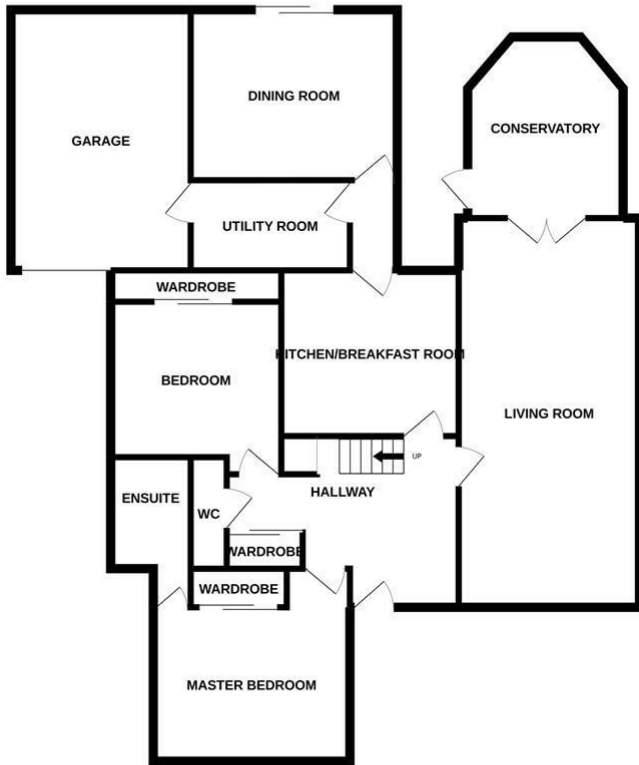 DINING ROOM
CONSERVATORY
GARAGE
UTILITY ROOM
WARDROBE
KITCHEN/BREAKFAST ROOM
BEDROOM
LIVING ROOM
UP
HALLWAY
ENSUITE
WC
WARDROBE
WARDROBE
MASTER BEDROOM